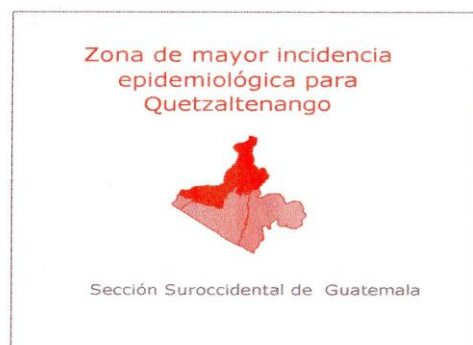 Zona de mayor incidencia
epidemiológica para
Quetzaltenango
Sección Suroccidental de Guatemala